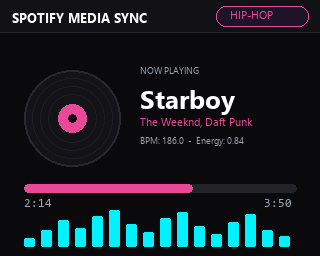 SPOTIFY MEDIA SYNC
HIP-HOP
NOW PLAYING
Starboy
The Weeknd, Daft Punk
BPM: 186.0 - Energy: 0.84
2:14
3:50